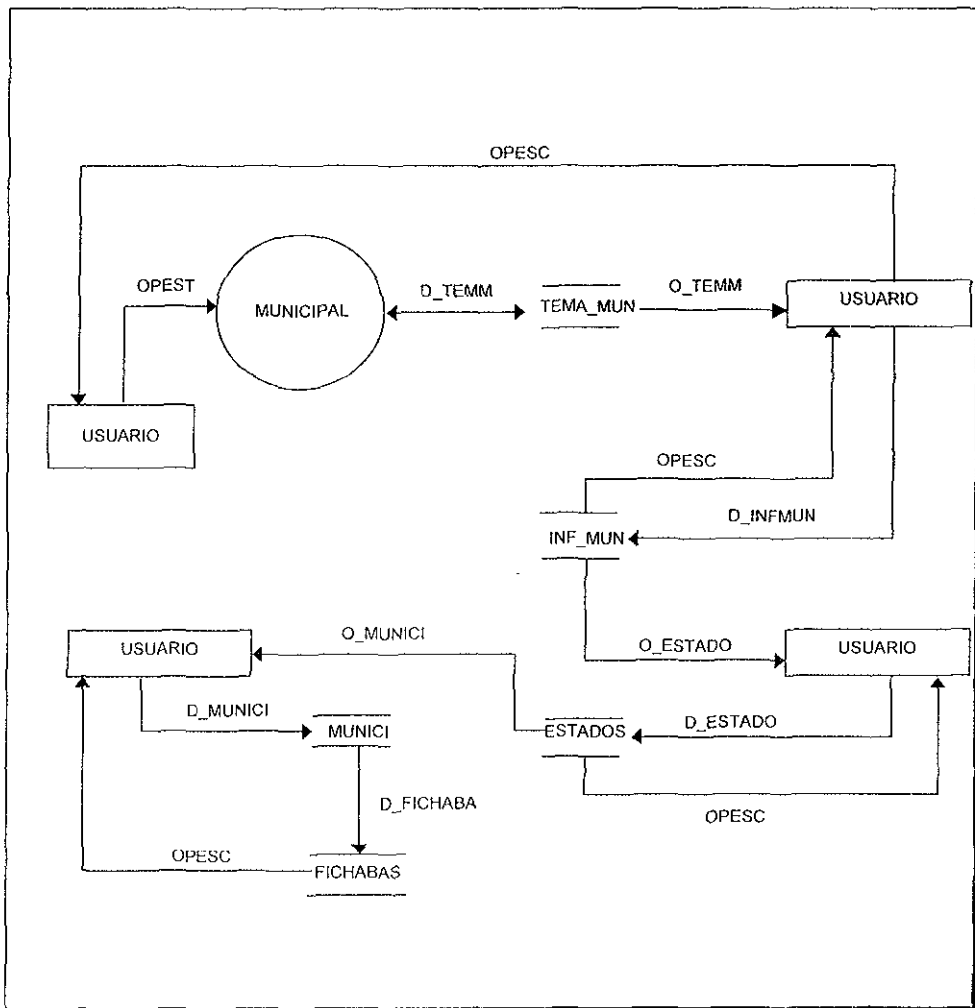 OPESC
OPEST
MUNICIPAL
D_TEMM
TEMA_MUN
O_TEMM
USUARIO
USUARIO
OPESC
D_INFMUN
INF_MUN
USUARIO
O_MUNICI
O_ESTADO
USUARIO
D_MUNICI
MUNICI
ESTADOS
D_ESTADO
D_FICHABA
OPESC
OPESC
FICHABAS